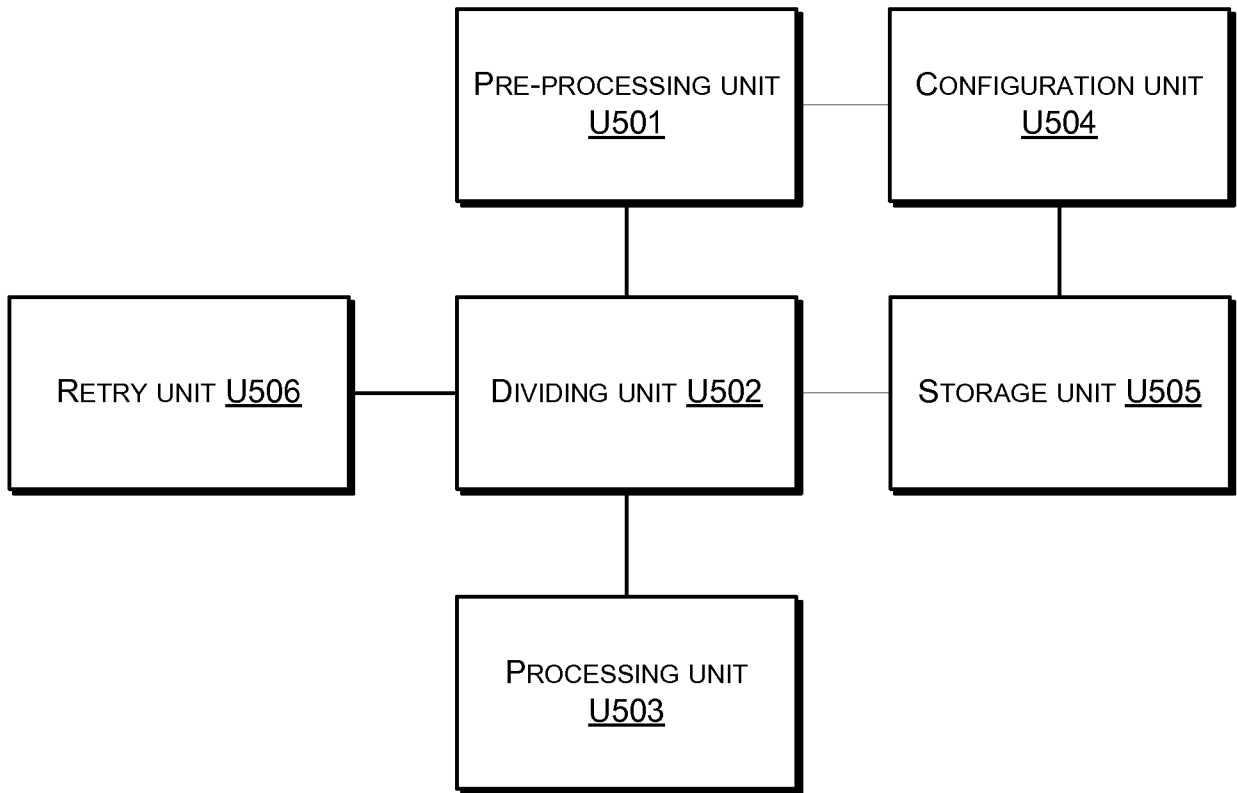 PRE-PROCESSING UNIT
U501
CONFIGURATION UNIT
U504
RETRY UNIT U506
DIVIDING UNIT U502
STORAGE UNIT U505
PROCESSING UNIT
U503